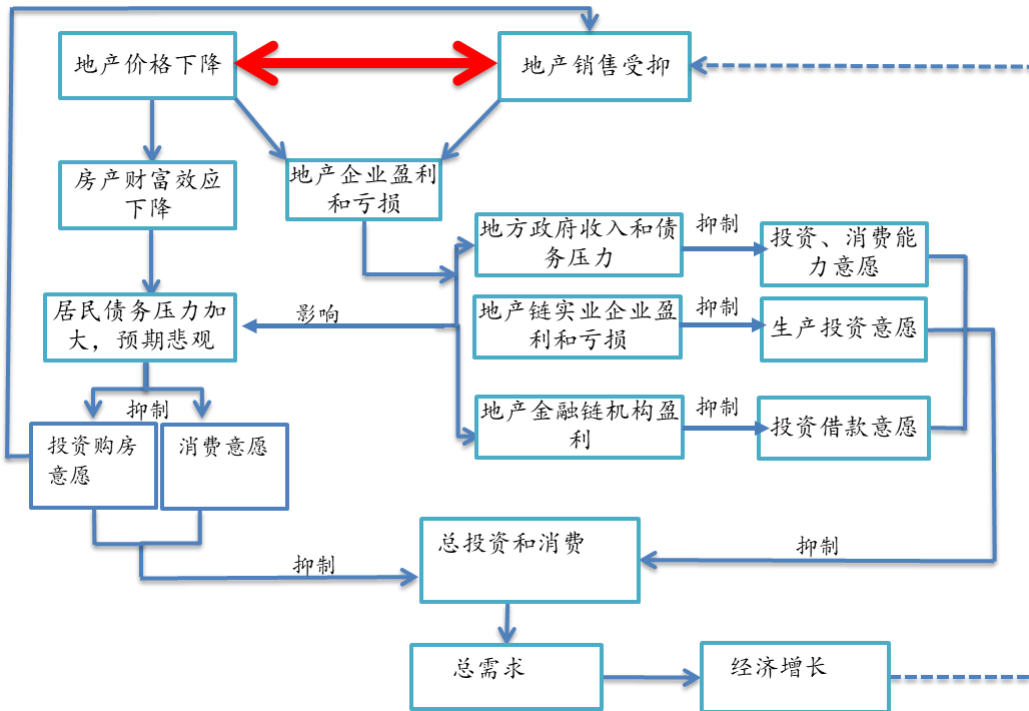 地产价格下降
地产销售受抑
房产财富效应
下降
地产企业盈利
和亏损
地方政府收入和债
务压力
抑制
投资、消费能
力意愿
居民债务压力加
大，预期悲观
影响
地产链实业企业盈
利和亏损
抑制
生产投资意愿
抑制
地产金融链机构盈
利
抑制
投资借款意愿
投资购房
意愿
消费意愿
抑制
总投资和消费
抑制
总需求
经济增长